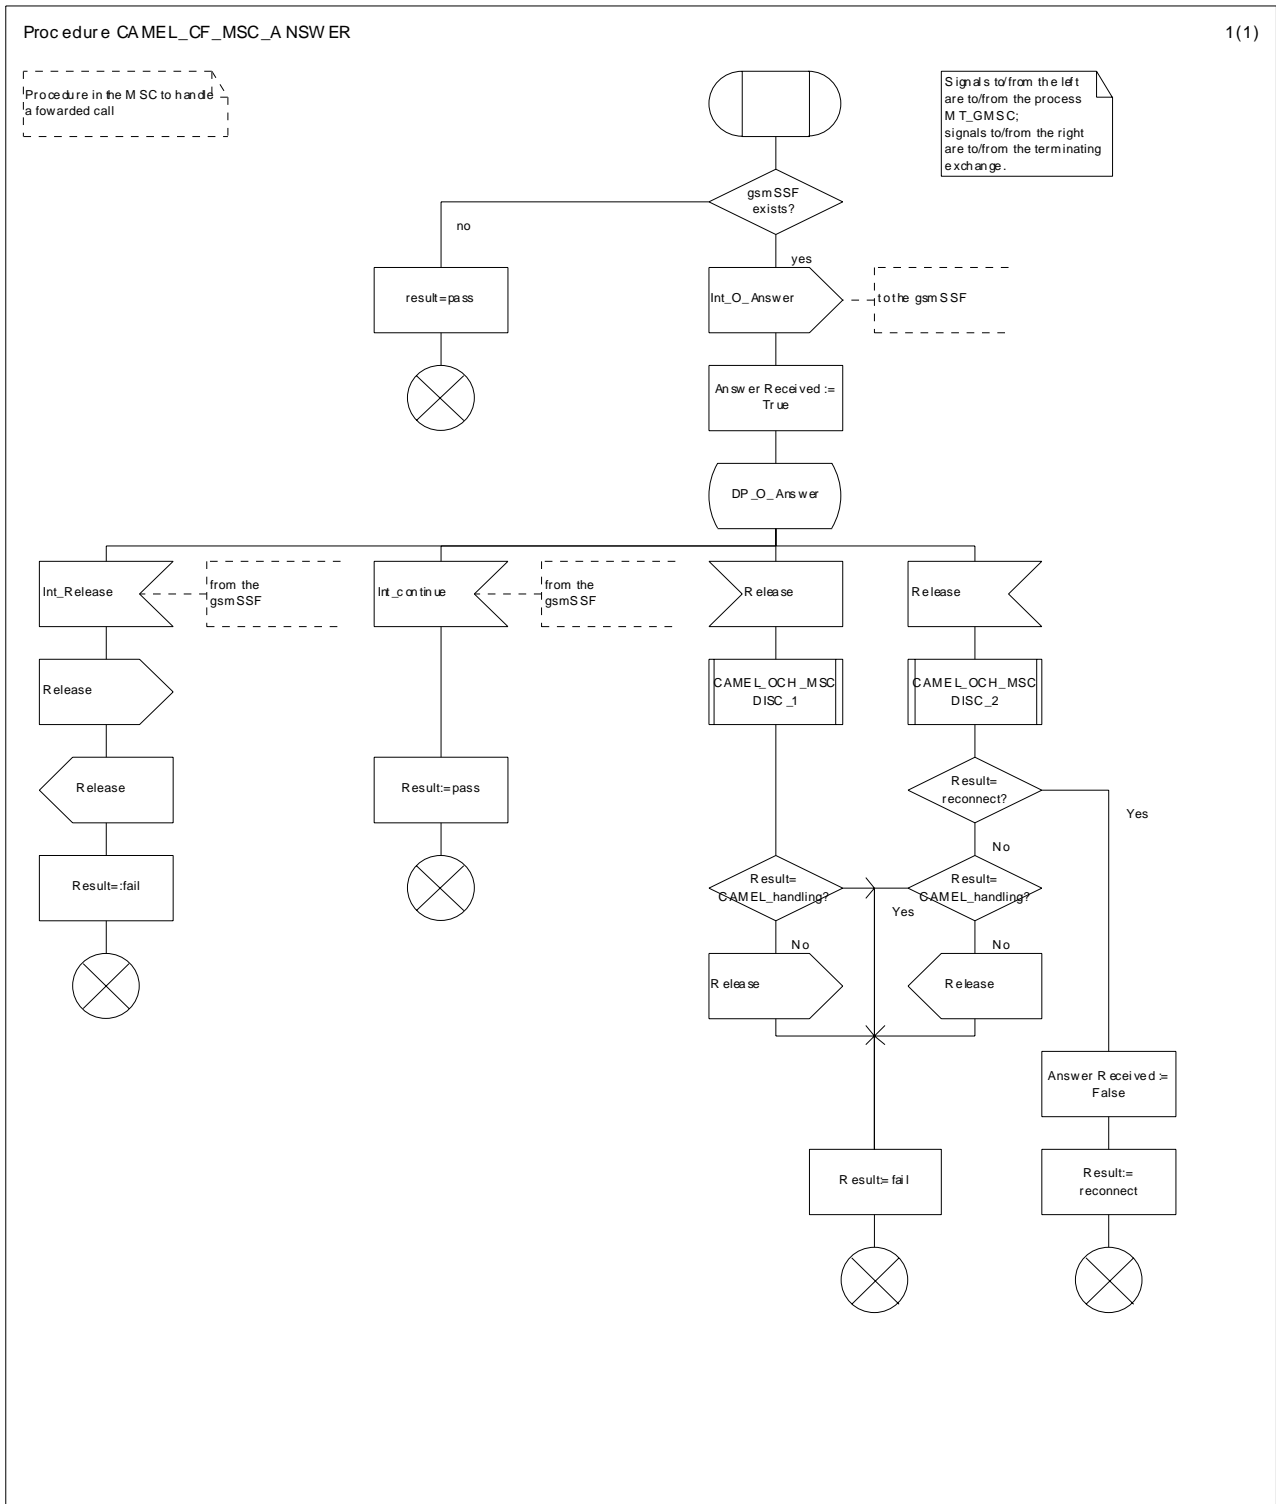 Procedure CAMEL_CF_MSC_ANSWER
1(1)
Procedure in the MSC to handle
a fowarded call
Signals to/from the left
are to/from the process
MT_GMSC;
signals to/from the right
are to/from the terminating
exchange.
gsmSSF
exists?
no
yes
result=pass
Int_O_Answer
to the gsmSSF
Answer Received :=
True
DP_O_Answer
Int_Release
from the
gsmSSF
Int_continue
from the
gsmSSF
Release
Release
Release
CAMEL_OCH_MSC
DISC_1
CAMEL_OCH_MSC
DISC_2
Release
Result:=pass
Result=
reconnect?
Yes
No
Result=:fail
Result=
CAMEL_handling?
Yes
Result=
CAMEL_handling?
No
No
Release
Release
Answer Received :=
False
Result:=fail
Result:=
reconnect